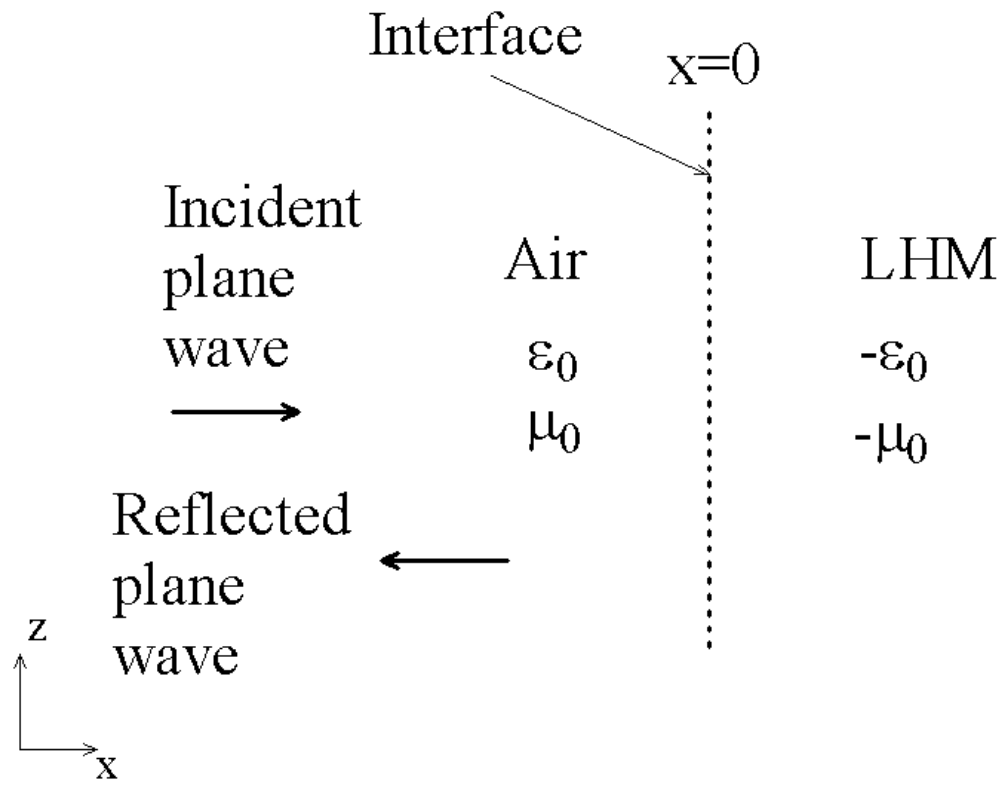 Interface
x=0
Incident
plane
wave
Air
LHM
ε₀
-ε₀
μ₀
-μ₀
Reflected
plane
wave
z
x